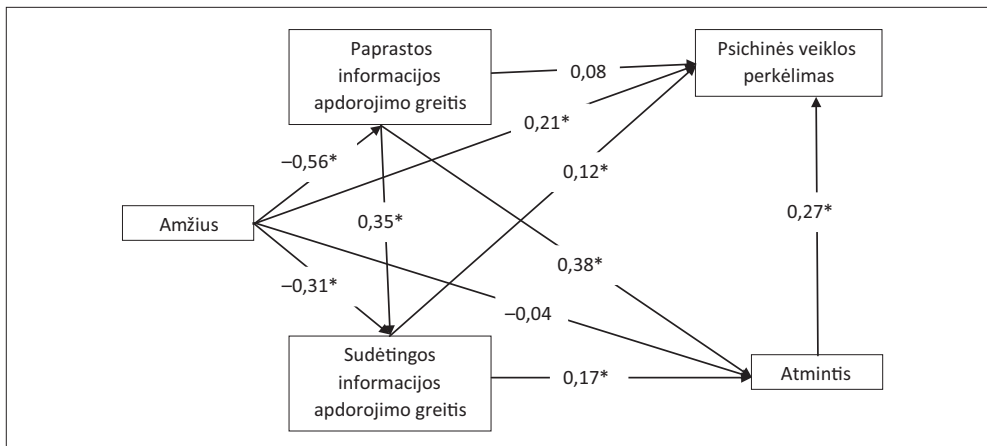 Paprastos
informacijos
apdorojimo greitis
Psichinės veiklos
perkėlimas
0,08
0,21*
−0,56*
0,12*
Amžius
0,35*
0,27*
0,38*
−0,31*
−0,04
Sudėtingos
informacijos
apdorojimo greitis
0,17*
Atmintis